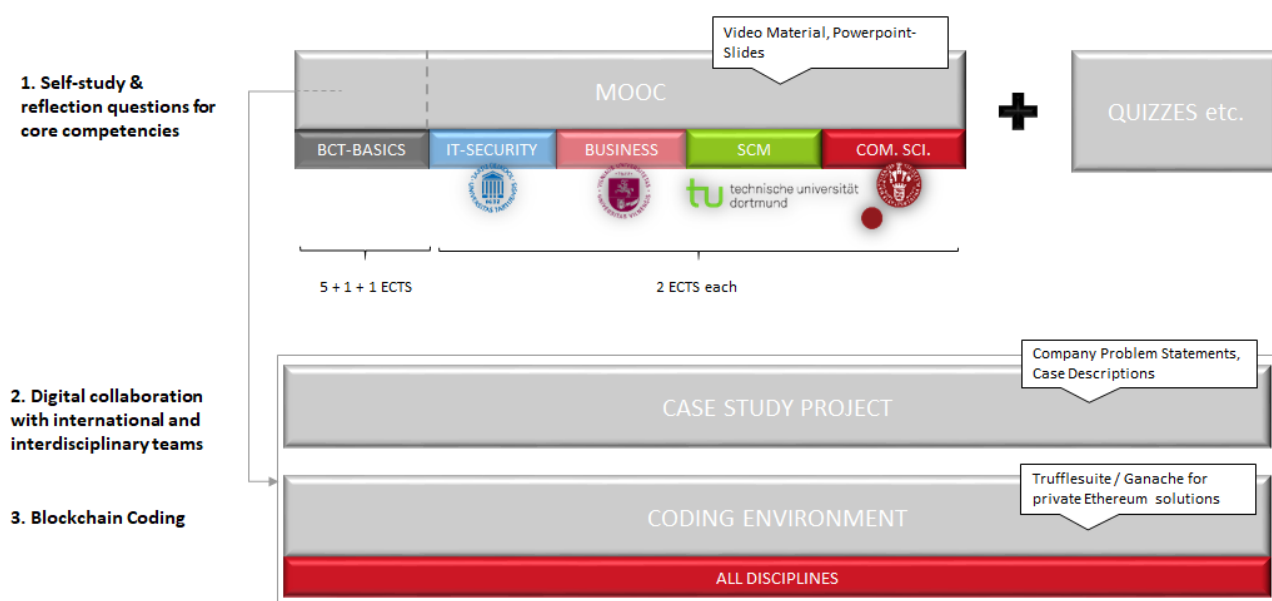 Video Material, Powerpoint-
Slides
1. Self-study &
reflection questions for
core competencies
MOOC
QUIZZES etc.
BCT-BASICS
IT-SECURITY
BUSINESS
SCM
COM. SCI.
tu technische universität
dortmund
5 + 1 + 1 ECTS
2 ECTS each
Company Problem Statements,
Case Descriptions
2. Digital collaboration
with international and
interdisciplinary teams
CASE STUDY PROJECT
Trufflesuite / Ganache for
private Ethereum solutions
3. Blockchain Coding
CODING ENVIRONMENT
ALL DISCIPLINES